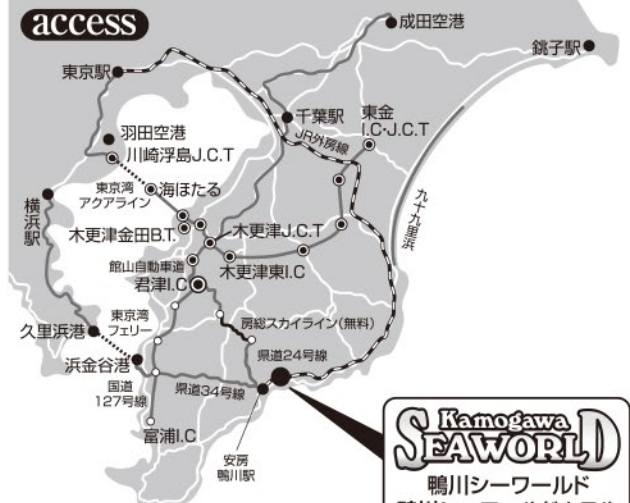 access
成田空港
銚子駅
東京駅
千葉駅
東金
I.C・J.C.T
JR外房線
羽田空港
川崎浮島J.C.T
東京湾
アクアライン
海ほたる
九十九里浜
横浜駅
木更津金田B.T.
木更津J.C.T
館山自動車道
木更津東I.C
君津I.C
東京湾
フェリー
房総スカイライン(無料)
久里浜港
県道24号線
浜金谷港
国道
127号線
県道34号線
富浦I.C
安房
鴨川駅
Kamogawa
SEAWORLD
鴨川シーワールド